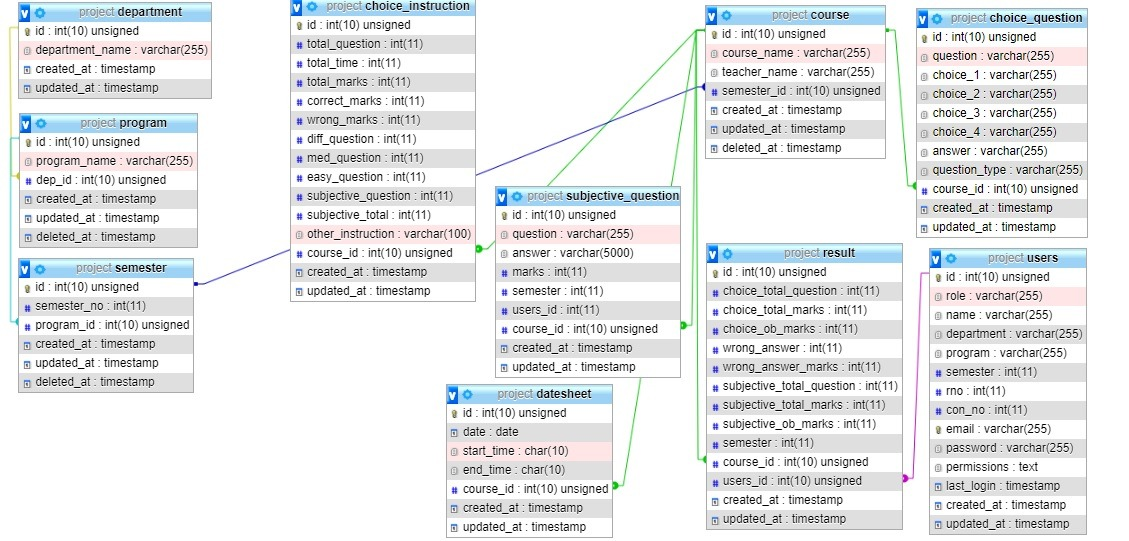 project department
id : int(10) unsigned
department_name : varchar(255)
created_at : timestamp
updated_at : timestamp
project program
id : int(10) unsigned
program_name : varchar(255)
dep_id : int(10) unsigned
created_at : timestamp
updated_at : timestamp
deleted_at : timestamp
project semester
id : int(10) unsigned
semester_no : int(11)
program_id : int(10) unsigned
created_at : timestamp
updated_at : timestamp
deleted_at : timestamp
project choice_instruction
id : int(10) unsigned
total_question : int(11)
total_time : int(11)
total_marks : int(11)
correct_marks : int(11)
wrong_marks : int(11)
diff_question : int(11)
med_question : int(11)
easy_question : int(11)
subjective_question : int(11)
subjective_total : int(11)
other_instruction : varchar(100)
course_id : int(10) unsigned
created_at : timestamp
updated_at : timestamp
project subjective_question
id : int(10) unsigned
question : varchar(255)
answer : varchar(5000)
marks : int(11)
semester : int(11)
users_id : int(11)
course_id : int(10) unsigned
created_at : timestamp
updated_at : timestamp
project datesheet
id : int(10) unsigned
date : date
start_time : char(10)
end_time : char(10)
course_id : int(10) unsigned
created_at : timestamp
updated_at : timestamp
project course
id : int(10) unsigned
course_name : varchar(255)
teacher_name : varchar(255)
semester_id : int(10) unsigned
created_at : timestamp
updated_at : timestamp
deleted_at : timestamp
project result
id : int(10) unsigned
choice_total_question : int(11)
choice_total_marks : int(11)
choice_ob_marks : int(11)
wrong_answer : int(11)
wrong_answer_marks : int(11)
subjective_total_question : int(11)
subjective_total_marks : int(11)
subjective_ob_marks : int(11)
semester : int(11)
course_id : int(10) unsigned
users_id : int(10) unsigned
created_at : timestamp
updated_at : timestamp
project choice_question
id : int(10) unsigned
question : varchar(255)
choice_1 : varchar(255)
choice_2 : varchar(255)
choice_3 : varchar(255)
choice_4 : varchar(255)
answer : varchar(255)
question_type : varchar(255)
course_id : int(10) unsigned
created_at : timestamp
updated_at : timestamp
project users
id : int(10) unsigned
role : varchar(255)
name : varchar(255)
department : varchar(255)
program : varchar(255)
semester : int(11)
rno : int(11)
con_no : int(11)
email : varchar(255)
password : varchar(255)
permissions : text
last_login : timestamp
created_at : timestamp
updated_at : timestamp